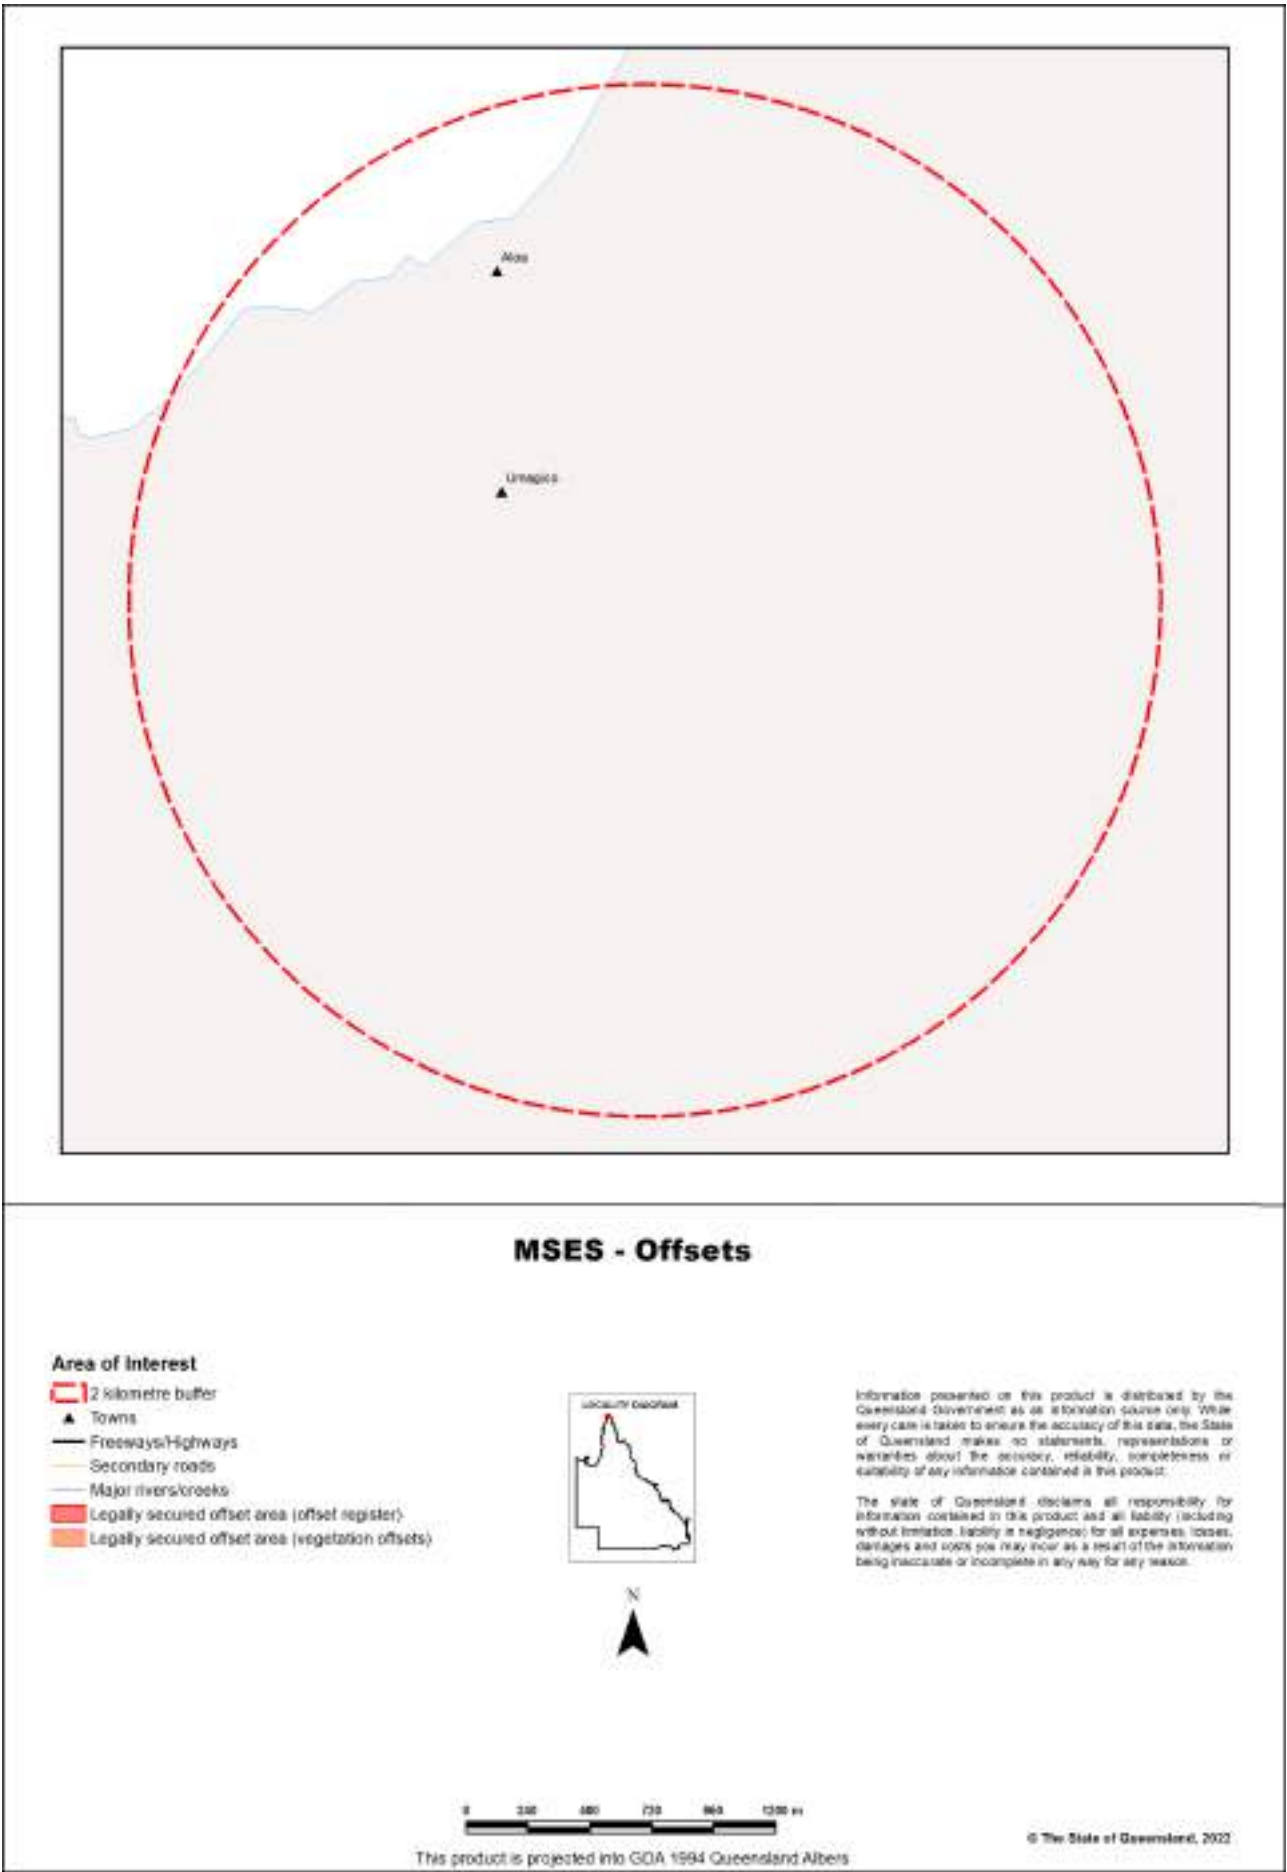 Alau
Umagico
MSES - Offsets
Area of Interest
2 kilometre buffer
Towns
Freeways/Highways
Secondary roads
Major rivers/creeks
Legally secured offset area (offset register)
Legally secured offset area (vegetation offsets)
LOCALITY DIAGRAM
N
Information presented on this product is distributed by the
Queensland Government as an information source only. While
every care is taken to ensure the accuracy of this data, the State
of Queensland makes no statements, representations or
warranties about the accuracy, reliability, completeness or
suitability of any information contained in this product.
The state of Queensland disclaims all responsibility for
information contained in this product and all liability (including
without limitation, liability in negligence) for all expenses, losses,
damages and costs you may incur as a result of the information
being inaccurate or incomplete in any way for any reason.
0 240 480 720 960 1200 m
This product is projected into GDA 1994 Queensland Albers
© The State of Queensland, 2022